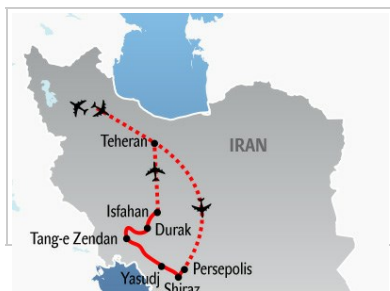 Teheran
IRAN
Isfahan
Durak
Tang-e Zendan
Yasudj
Persepolis
Shiraz